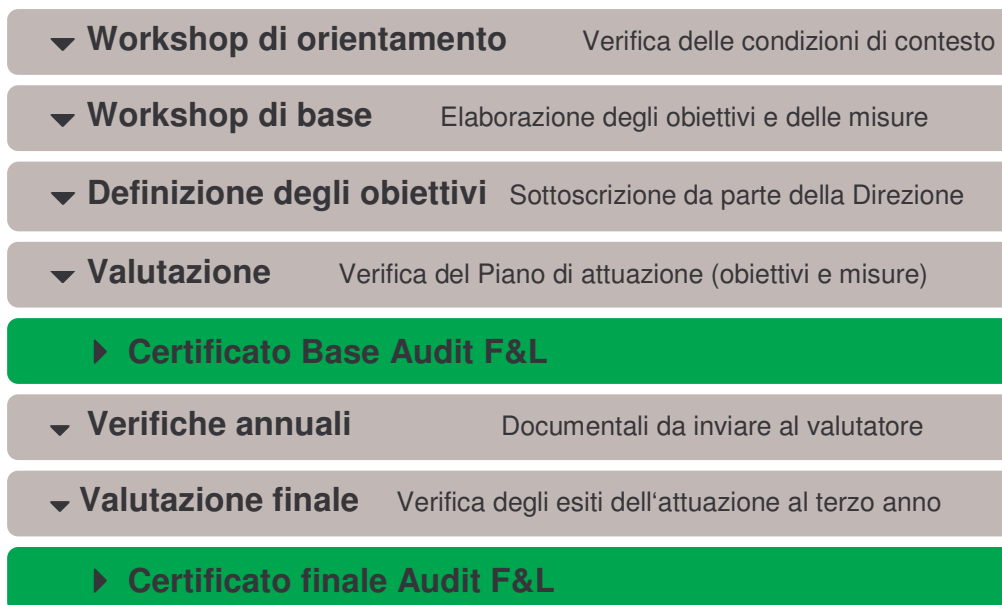 Workshop di orientamento Verifica delle condizioni di contesto
Workshop di base Elaborazione degli obiettivi e delle misure
Definizione degli obiettivi Sottoscrizione da parte della Direzione
Valutazione Verifica del Piano di attuazione (obiettivi e misure)
Certificato Base Audit F&L
Verifiche annuali Documentali da inviare al valutatore
Valutazione finale Verifica degli esiti dell‘attuazione al terzo anno
Certificato finale Audit F&L